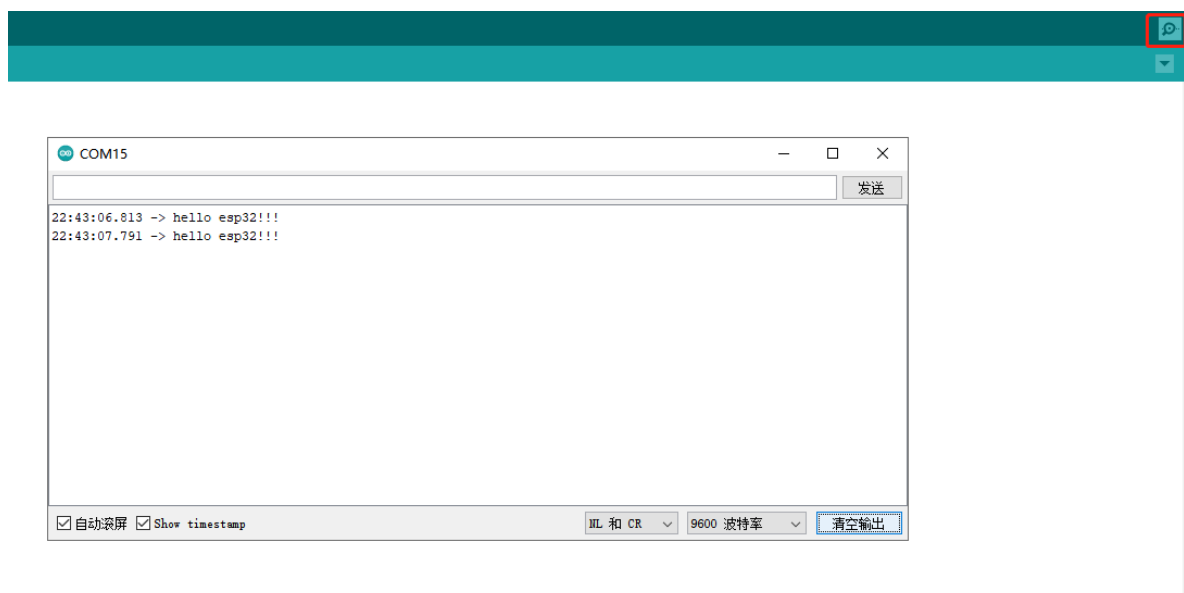 COM15
发送
22:43:06.813 -> hello esp32!!!
22:43:07.791 -> hello esp32!!!
自动滚屏 Show timestamp NL 和 CR 9600 波特率 清空输出